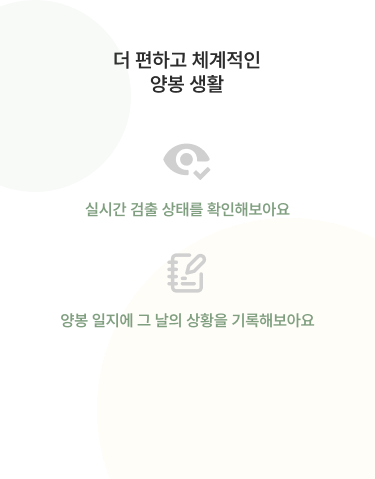 더 편하고 체계적인
양봉 생활
실시간 검출 상태를 확인해보아요
양봉 일지에 그 날의 상황을 기록해보아요